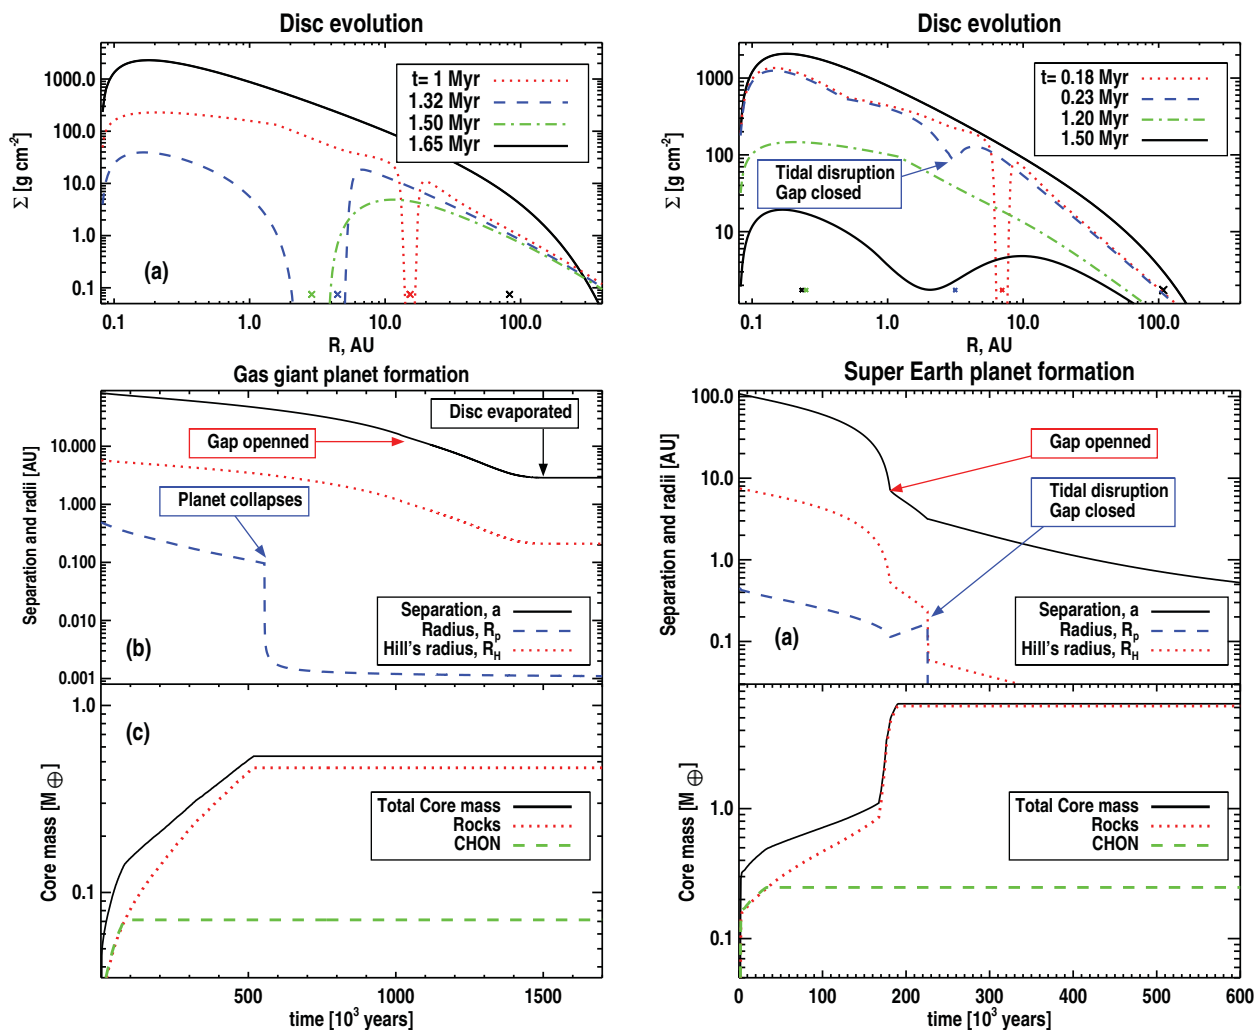 Disc evolution
Σ [g cm-2]
1000.0
100.0
10.0
1.0
0.1
t= 1 Myr
1.32 Myr
1.50 Myr
1.65 Myr
(a)
0.1 1.0 10.0 100.0
R, AU
Disc evolution
Σ [g cm-2]
1000
100
10
t= 0.18 Myr
0.23 Myr
1.20 Myr
1.50 Myr
Tidal disruption
Gap closed
0.1 1.0 10.0 100.0
R, AU
Gas giant planet formation
Separation and radii [AU]
10.000
1.000
0.100
0.010
0.001
Disc evaporated
Gap openned
Planet collapses
Separation, a
Radius, Rp
Hill's radius, RH
(b)
Core mass [M⊕]
1.0
0.1
(c)
Total Core mass
Rocks
CHON
500 1000 1500
time [10³ years]
Super Earth planet formation
Separation and radii [AU]
100.0
10.0
1.0
0.1
Gap openned
Tidal disruption
Gap closed
Separation, a
Radius, Rp
Hill's radius, RH
(a)
Core mass [M⊕]
1.0
0.1
Total Core mass
Rocks
CHON
0 100 200 300 400 500 600
time [10³ years]